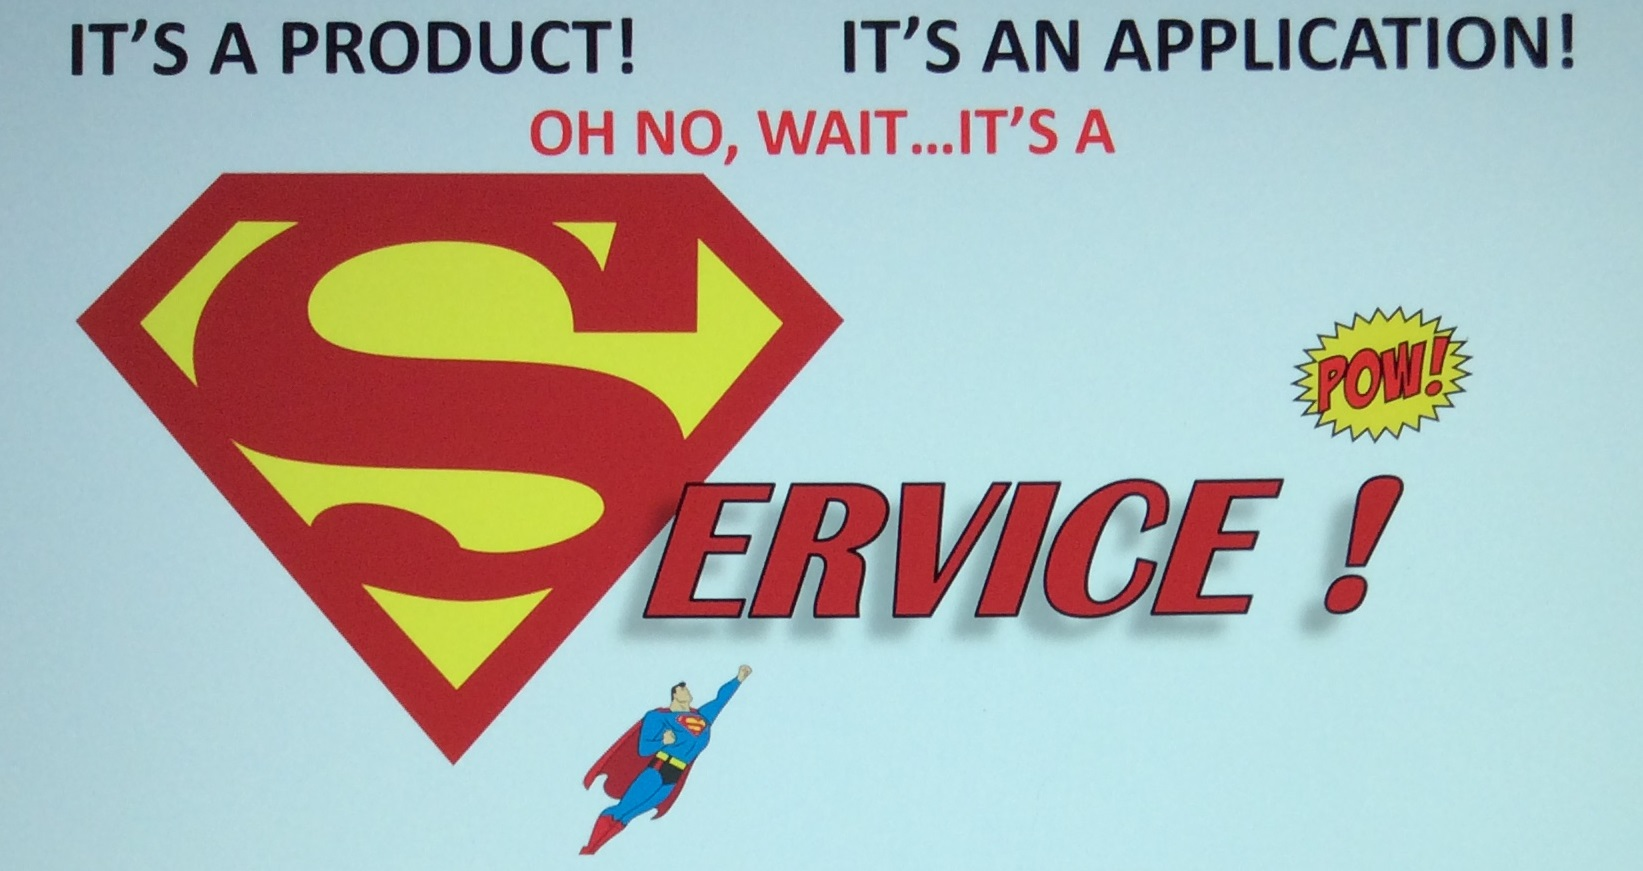 IT'S A PRODUCT! IT'S AN APPLICATION!
OH NO, WAIT...IT'S A
SERVICE !
POW!